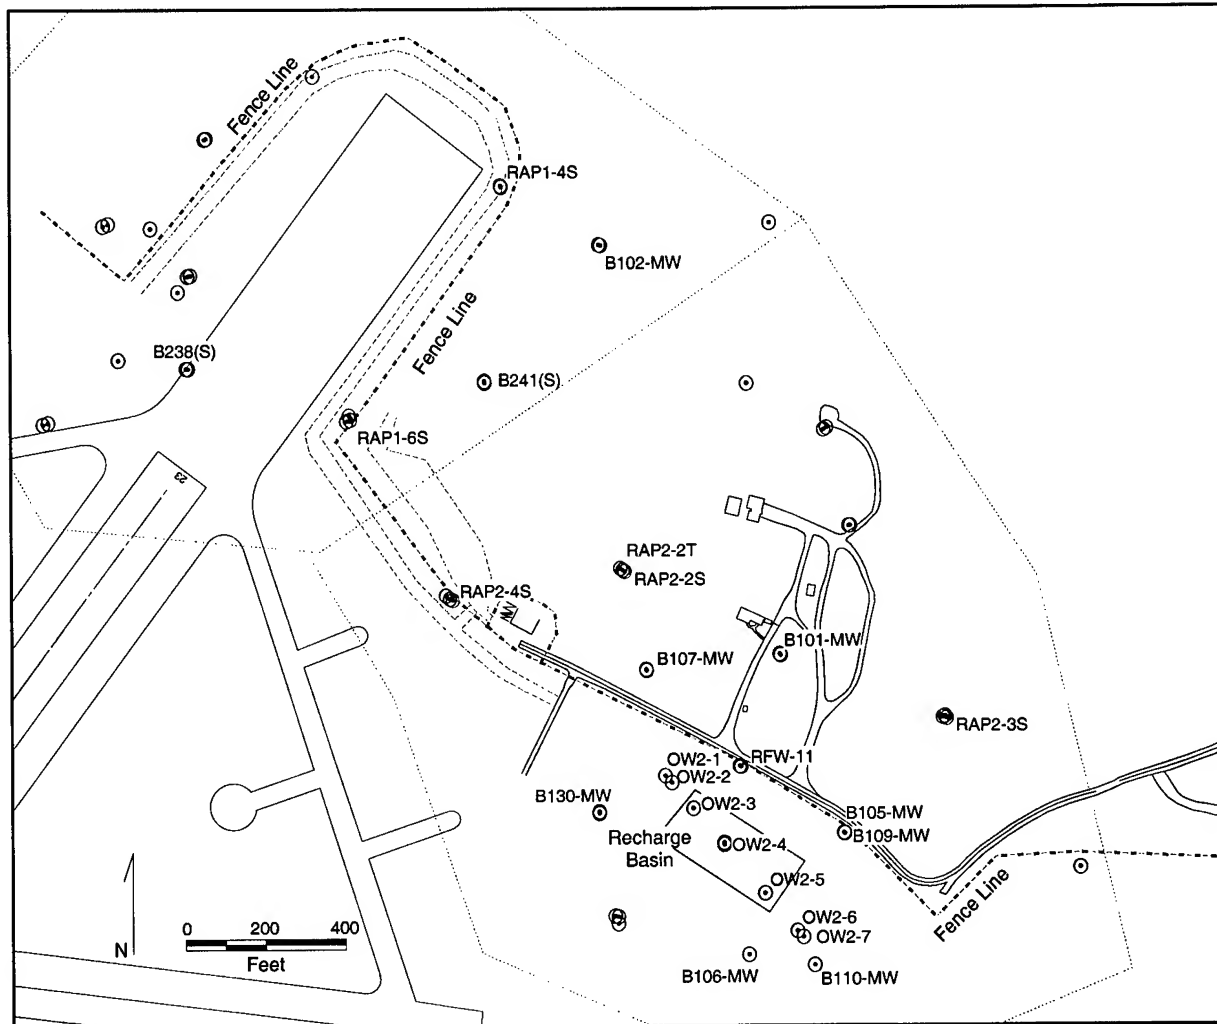 Fence Line
RAP1-4S
B102-MW
Fence Line
B238(S)
B241(S)
RAP1-6S
23
RAP2-2T
RAP2-2S
RAP2-4S
B101-MW
B107-MW
RAP2-3S
OW2-1
RFW-11
OW2-2
B130-MW
OW2-3
B105-MW
B109-MW
Recharge
Basin
OW2-4
OW2-5
Fence Line
OW2-6
OW2-7
0 200 400
Feet
N
B106-MW
B110-MW